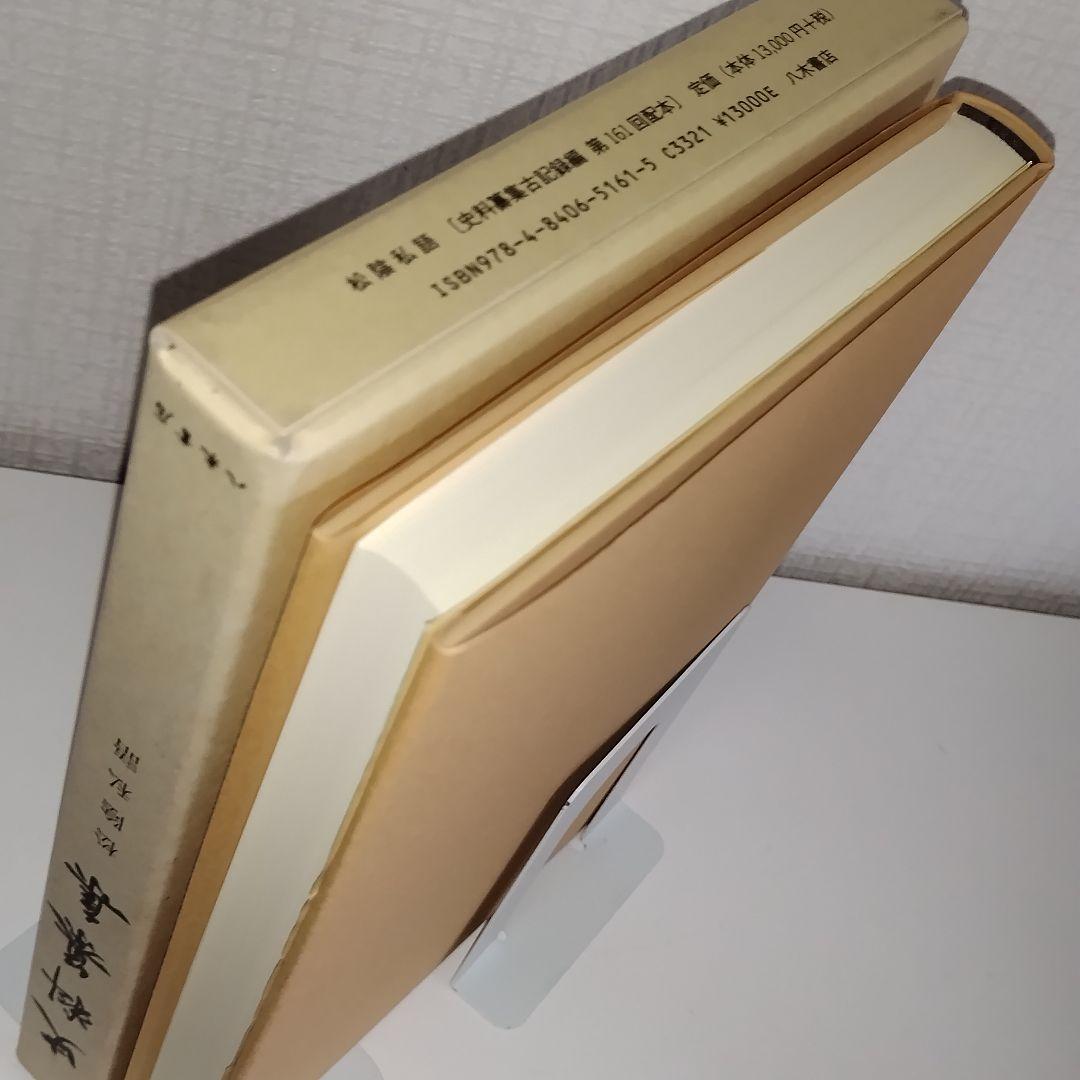 松陰私語 〔史料纂集古記録編 第161回配本〕 定価(本体13,000円+税)
ISBN978-4-8406-5161-5 C3321 ¥13000E 八木書店
史料纂集
松陰私語
八木書店